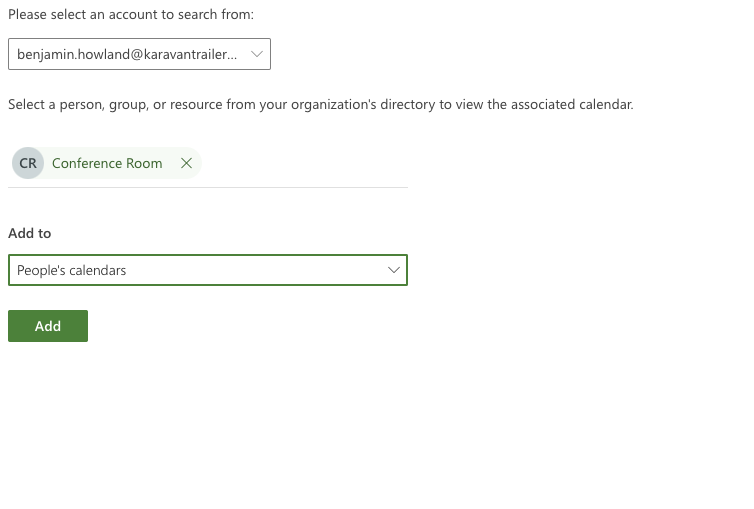 Please select an account to search from:
benjamin.howland@karavantrailer...
Select a person, group, or resource from your organization's directory to view the associated calendar.
CR Conference Room
Add to
People's calendars
Add